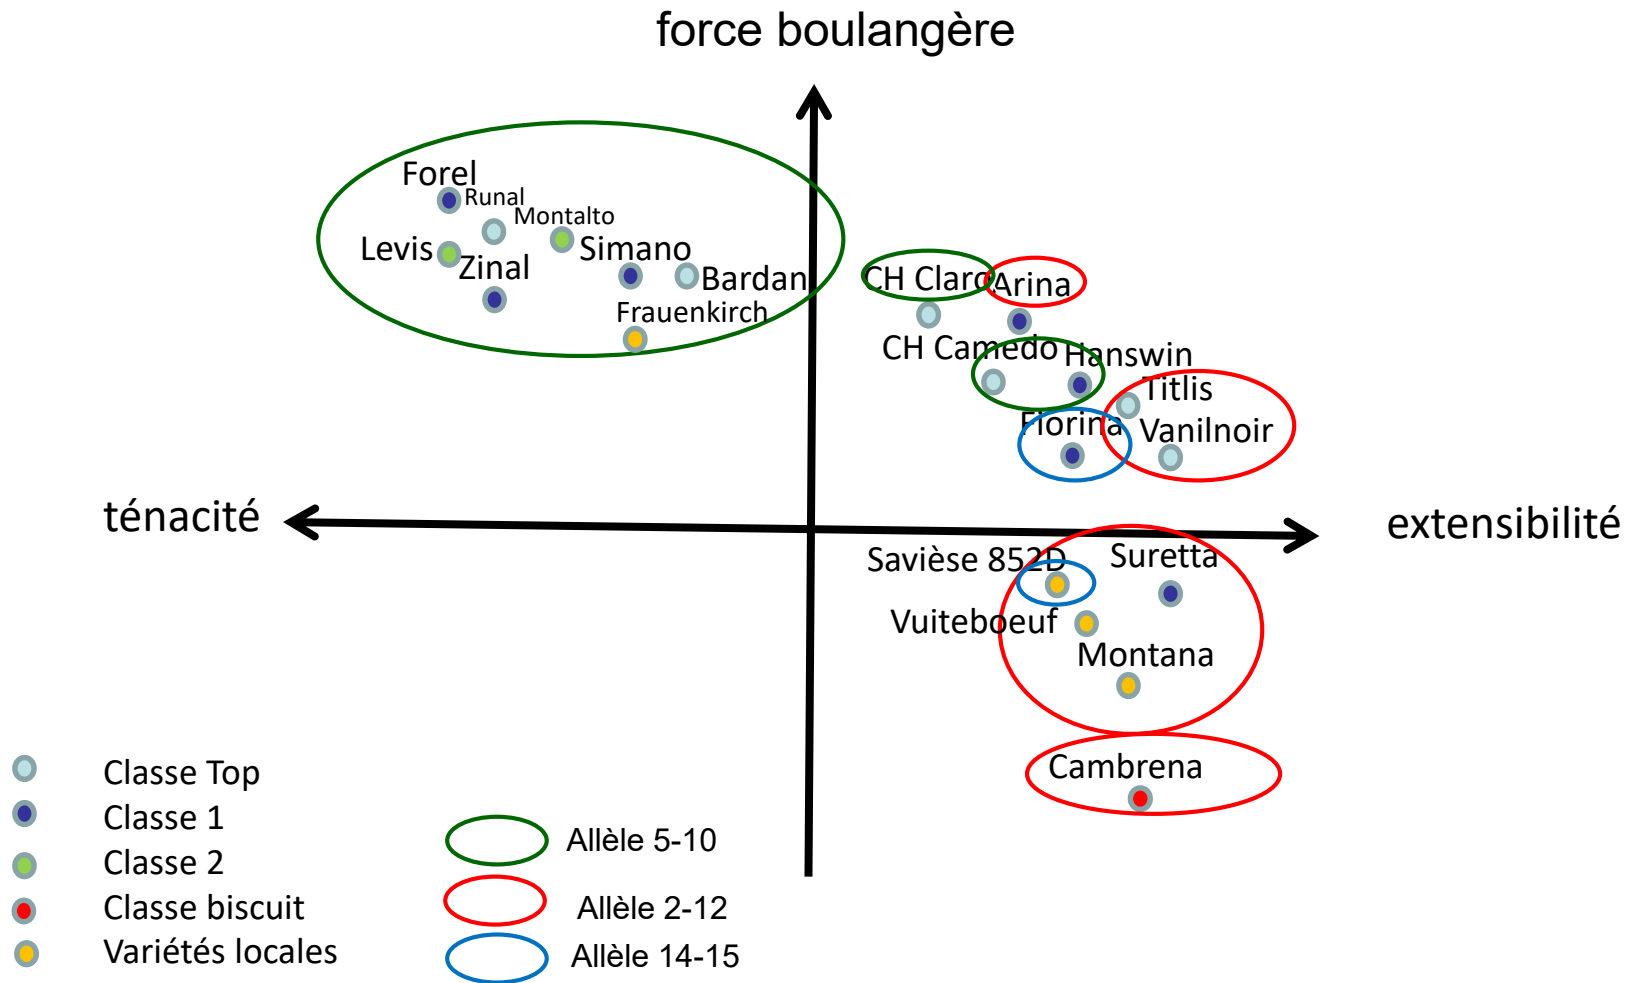 force boulangère
Forel
Runal
Montalto
Levis
Simano
Zinal
Bardan
Frauenkirch
CH Claro
Arina
CH Camedo
Hanswin
Titlis
Florina
Vanilnoir
ténacité
extensibilité
Savièse 852D
Suretta
Vuiteboeuf
Montana
Cambrena
Classe Top
Classe 1
Classe 2
Classe biscuit
Variétés locales
Allèle 5-10
Allèle 2-12
Allèle 14-15